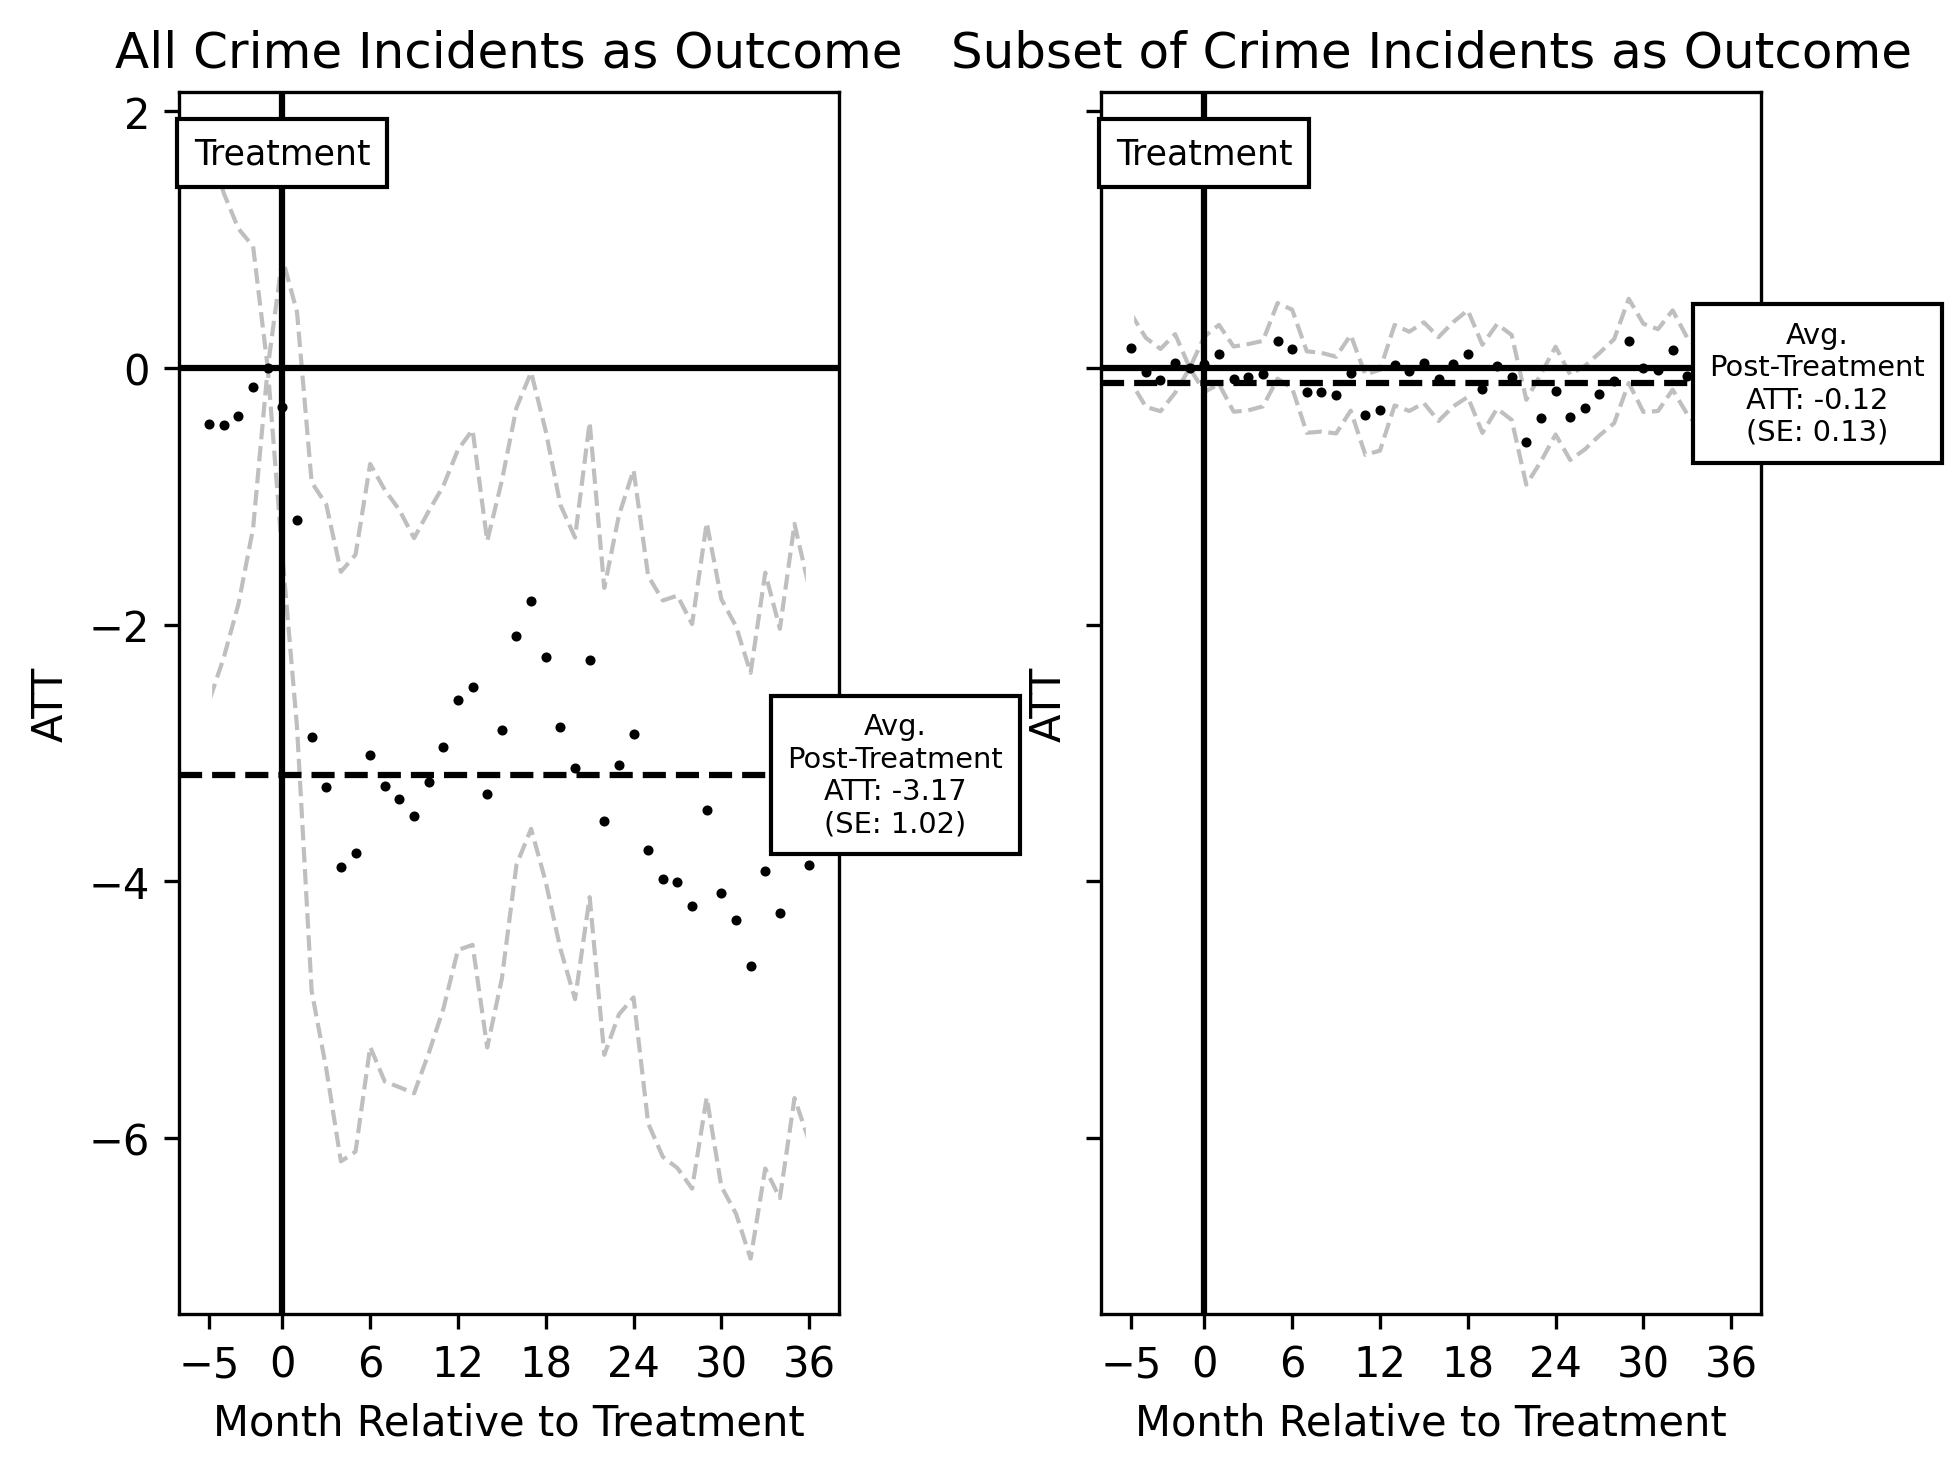 All Crime Incidents as Outcome
2
0
−2
−4
−6
ATT
Treatment
Avg.
Post-Treatment
ATT: -3.17
(SE: 1.02)
−5 0 6 12 18 24 30 36
Month Relative to Treatment
Subset of Crime Incidents as Outcome
ATT
Treatment
Avg.
Post-Treatment
ATT: -0.12
(SE: 0.13)
−5 0 6 12 18 24 30 36
Month Relative to Treatment